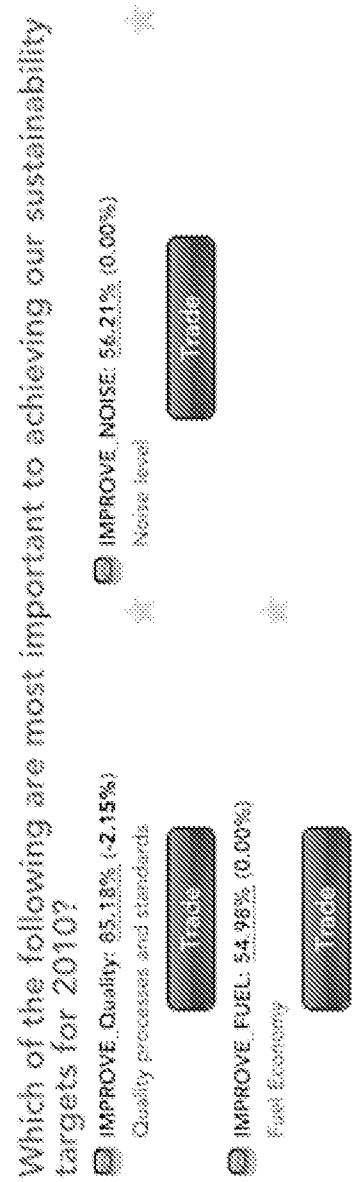 Which of the following are most important to achieving our sustainability
targets for 2010?
IMPROVE_Quality: 65.18% (-2.15%)
Quality processes and standards
Trade
IMPROVE_NOISE: 56.21% (0.00%)
Noise level
Trade
IMPROVE_FUEL: 54.98% (0.00%)
Fuel Economy
Trade